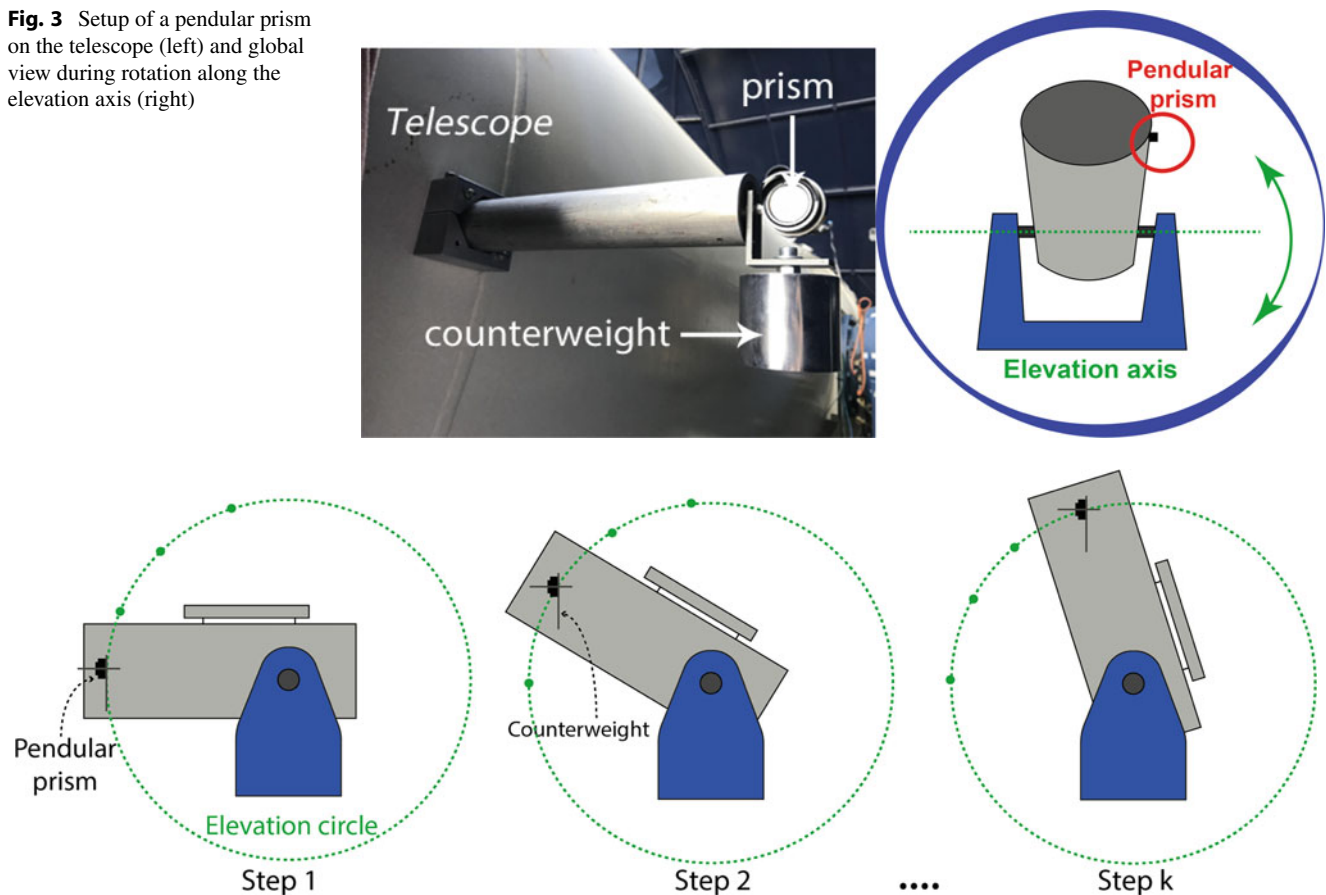 Fig. 3 Setup of a pendular prism
on the telescope (left) and global
view during rotation along the
elevation axis (right)
Telescope
prism
counterweight
Pendular
prism
Elevation axis
Pendular
prism
Elevation circle
Step 1
Counterweight
Step 2
....
Step k